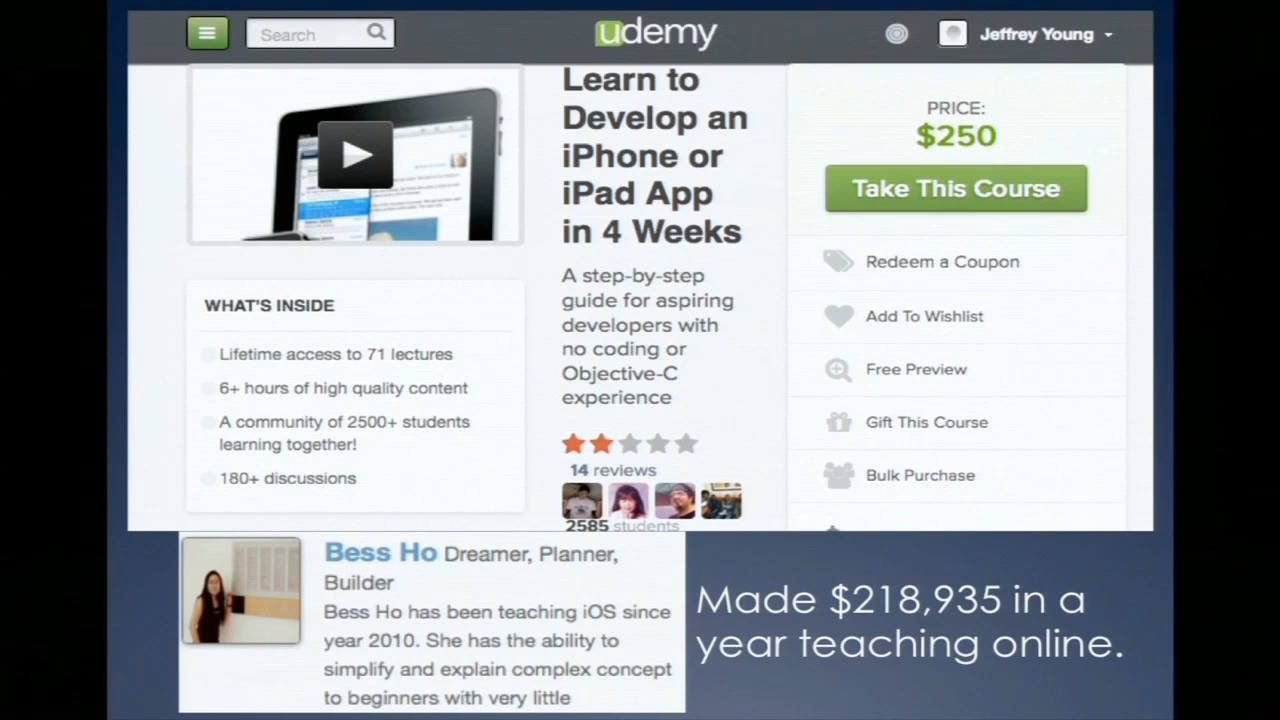 Search
udemy
Jeffrey Young
Learn to
Develop an
iPhone or
iPad App
in 4 Weeks
A step-by-step
guide for aspiring
developers with
no coding or
Objective-C
experience
14 reviews
2585 students
WHAT'S INSIDE
Lifetime access to 71 lectures
6+ hours of high quality content
A community of 2500+ students
learning together!
180+ discussions
PRICE:
$250
Take This Course
Redeem a Coupon
Add To Wishlist
Free Preview
Gift This Course
Bulk Purchase
Bess Ho Dreamer, Planner,
Builder
Bess Ho has been teaching iOS since
year 2010. She has the ability to
simplify and explain complex concept
to beginners with very little
Made $218,935 in a
year teaching online.